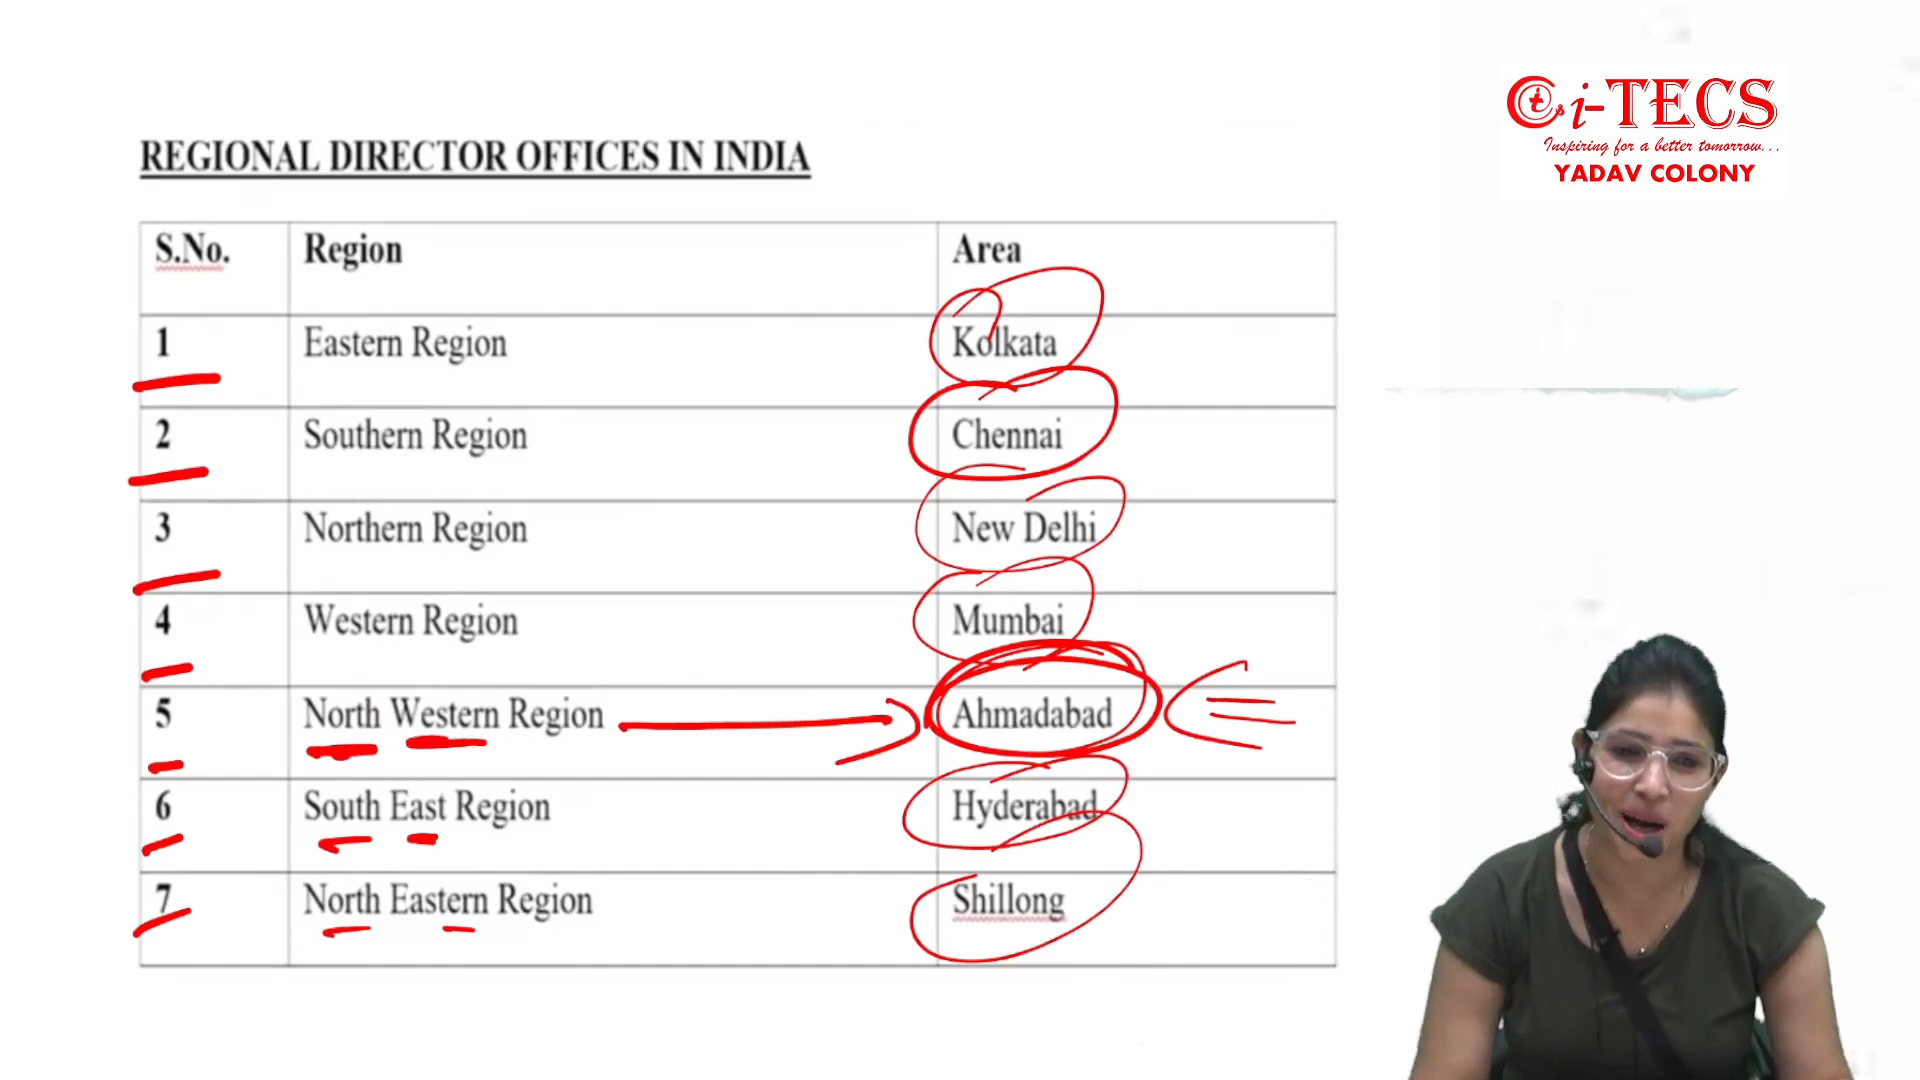 i-TECS
Inspiring for a better tomorrow...
YADAV COLONY
REGIONAL DIRECTOR OFFICES IN INDIA
S.No. Region Area
1 Eastern Region Kolkata
2 Southern Region Chennai
3 Northern Region New Delhi
4 Western Region Mumbai
5 North Western Region Ahmadabad
6 South East Region Hyderabad
7 North Eastern Region Shillong